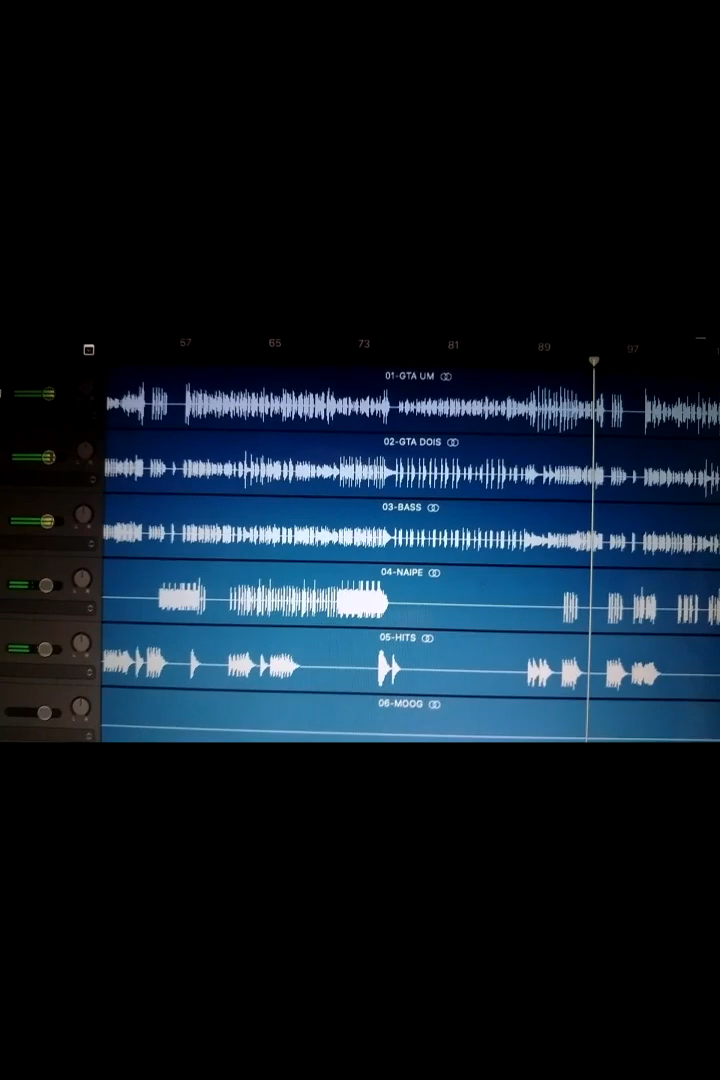 57 65 73 81 89 97
01-GTA UM
02-GTA DOIS
03-BASS
04-NAIPE
05-HITS
06-MOOG